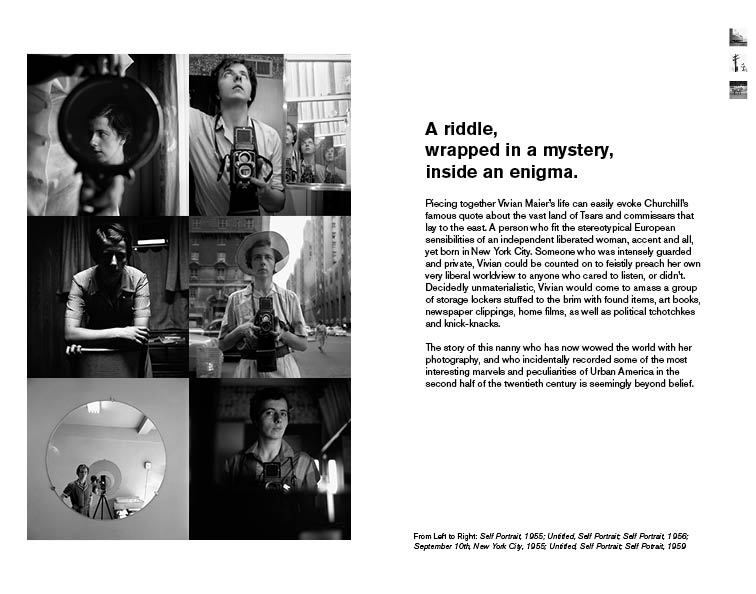 A riddle,
wrapped in a mystery,
inside an enigma.
Piecing together Vivian Maier's life can easily evoke Churchill's
famous quote about the vast land of Tsars and commissars that
lay to the east. A person who fit the stereotypical European
sensibilities of an independent liberated woman, accent and all,
yet born in New York City. Someone who was intensely guarded
and private, Vivian could be counted on to feistily preach her own
very liberal worldview to anyone who cared to listen, or didn't.
Decidedly unmaterialistic, Vivian would come to amass a group
of storage lockers stuffed to the brim with found items, art books,
newspaper clippings, home films, as well as political tchotchkes
and knick-knacks.
The story of this nanny who has now wowed the world with her
photography, and who incidentally recorded some of the most
interesting marvels and peculiarities of Urban America in the
second half of the twentieth century is seemingly beyond belief.
From Left to Right: Self Portrait, 1955; Untitled, Self Portrait; Self Portrait, 1956;
September 10th, New York City, 1955; Untitled, Self Portrait; Self Potrait, 1959